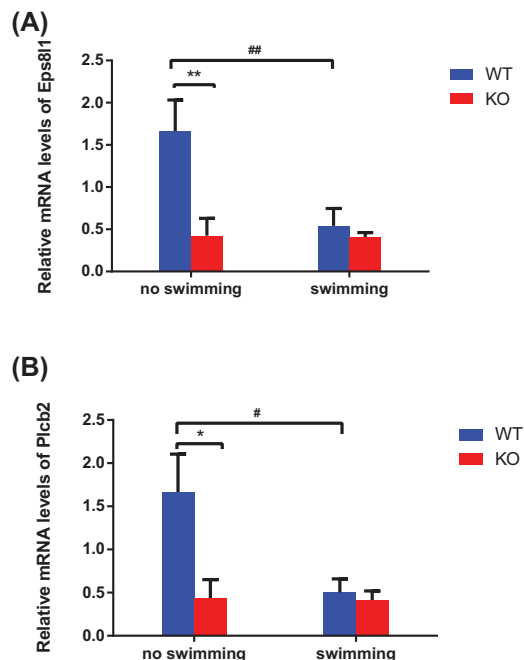 (A)
Relative mRNA levels of Eps8l1
2.5
2.0
1.5
1.0
0.5
0.0
##
**
WT
KO
no swimming
swimming
(B)
Relative mRNA levels of Plcb2
2.5
2.0
1.5
1.0
0.5
0.0
#
*
WT
KO
no swimming
swimming